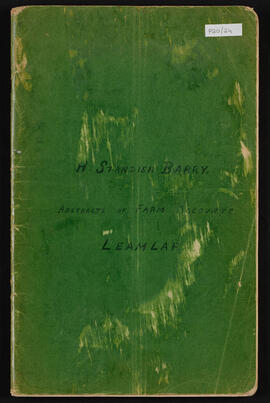 P20/24
H STANDISH BARRY.
ABSTRACTS OF FARM ACCOUNTS
LEAMLARA